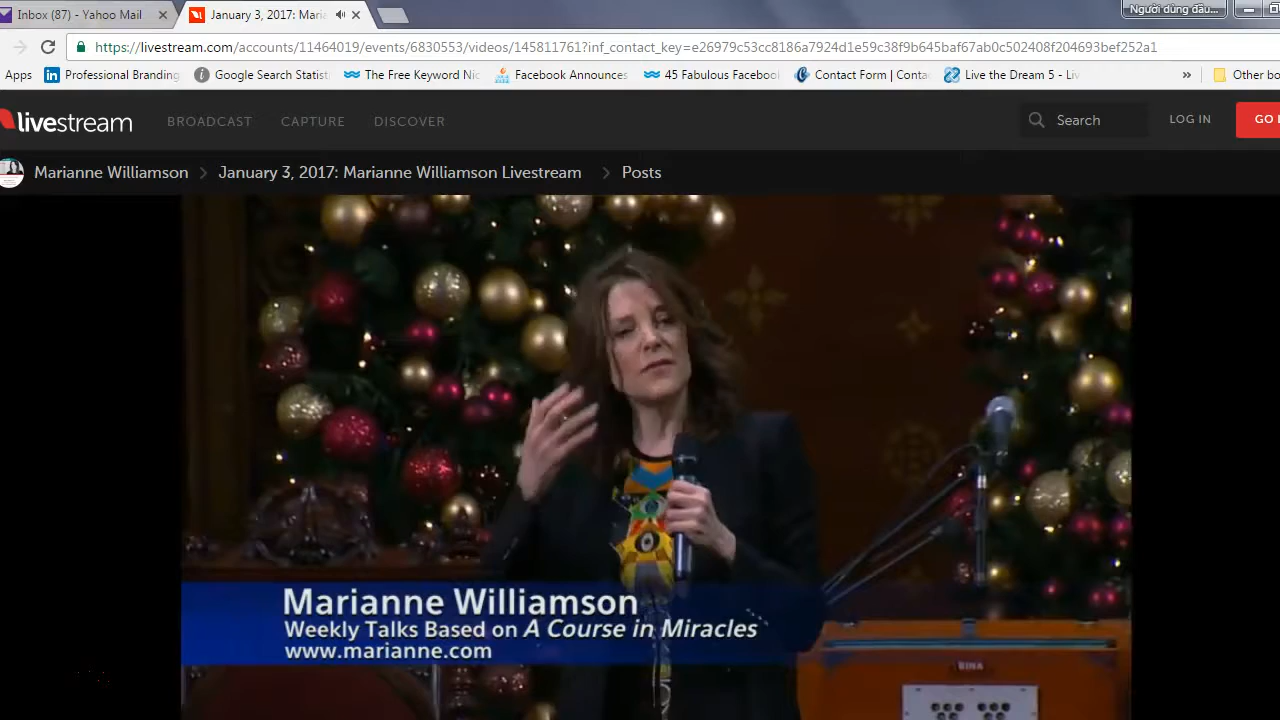 Inbox (87) - Yahoo Mail
January 3, 2017: Mari
Người dùng đầu...
https://livestream.com/accounts/11464019/events/6830553/videos/145811761?inf_contact_key=e26979c53cc8186a7924d1e59c38f9b645baf67ab0c502408f204693bef252a1
Apps
Professional Branding
Google Search Statist
The Free Keyword Nic
Facebook Announces
45 Fabulous Faceboo
Contact Form | Conta
Live the Dream 5 - Liv
»
Other bo
livestream
BROADCAST
CAPTURE
DISCOVER
Search
LOG IN
GO
Marianne Williamson
January 3, 2017: Marianne Williamson Livestream
Posts
Marianne Williamson
Weekly Talks Based on A Course in Miracles
www.marianne.com
BINA